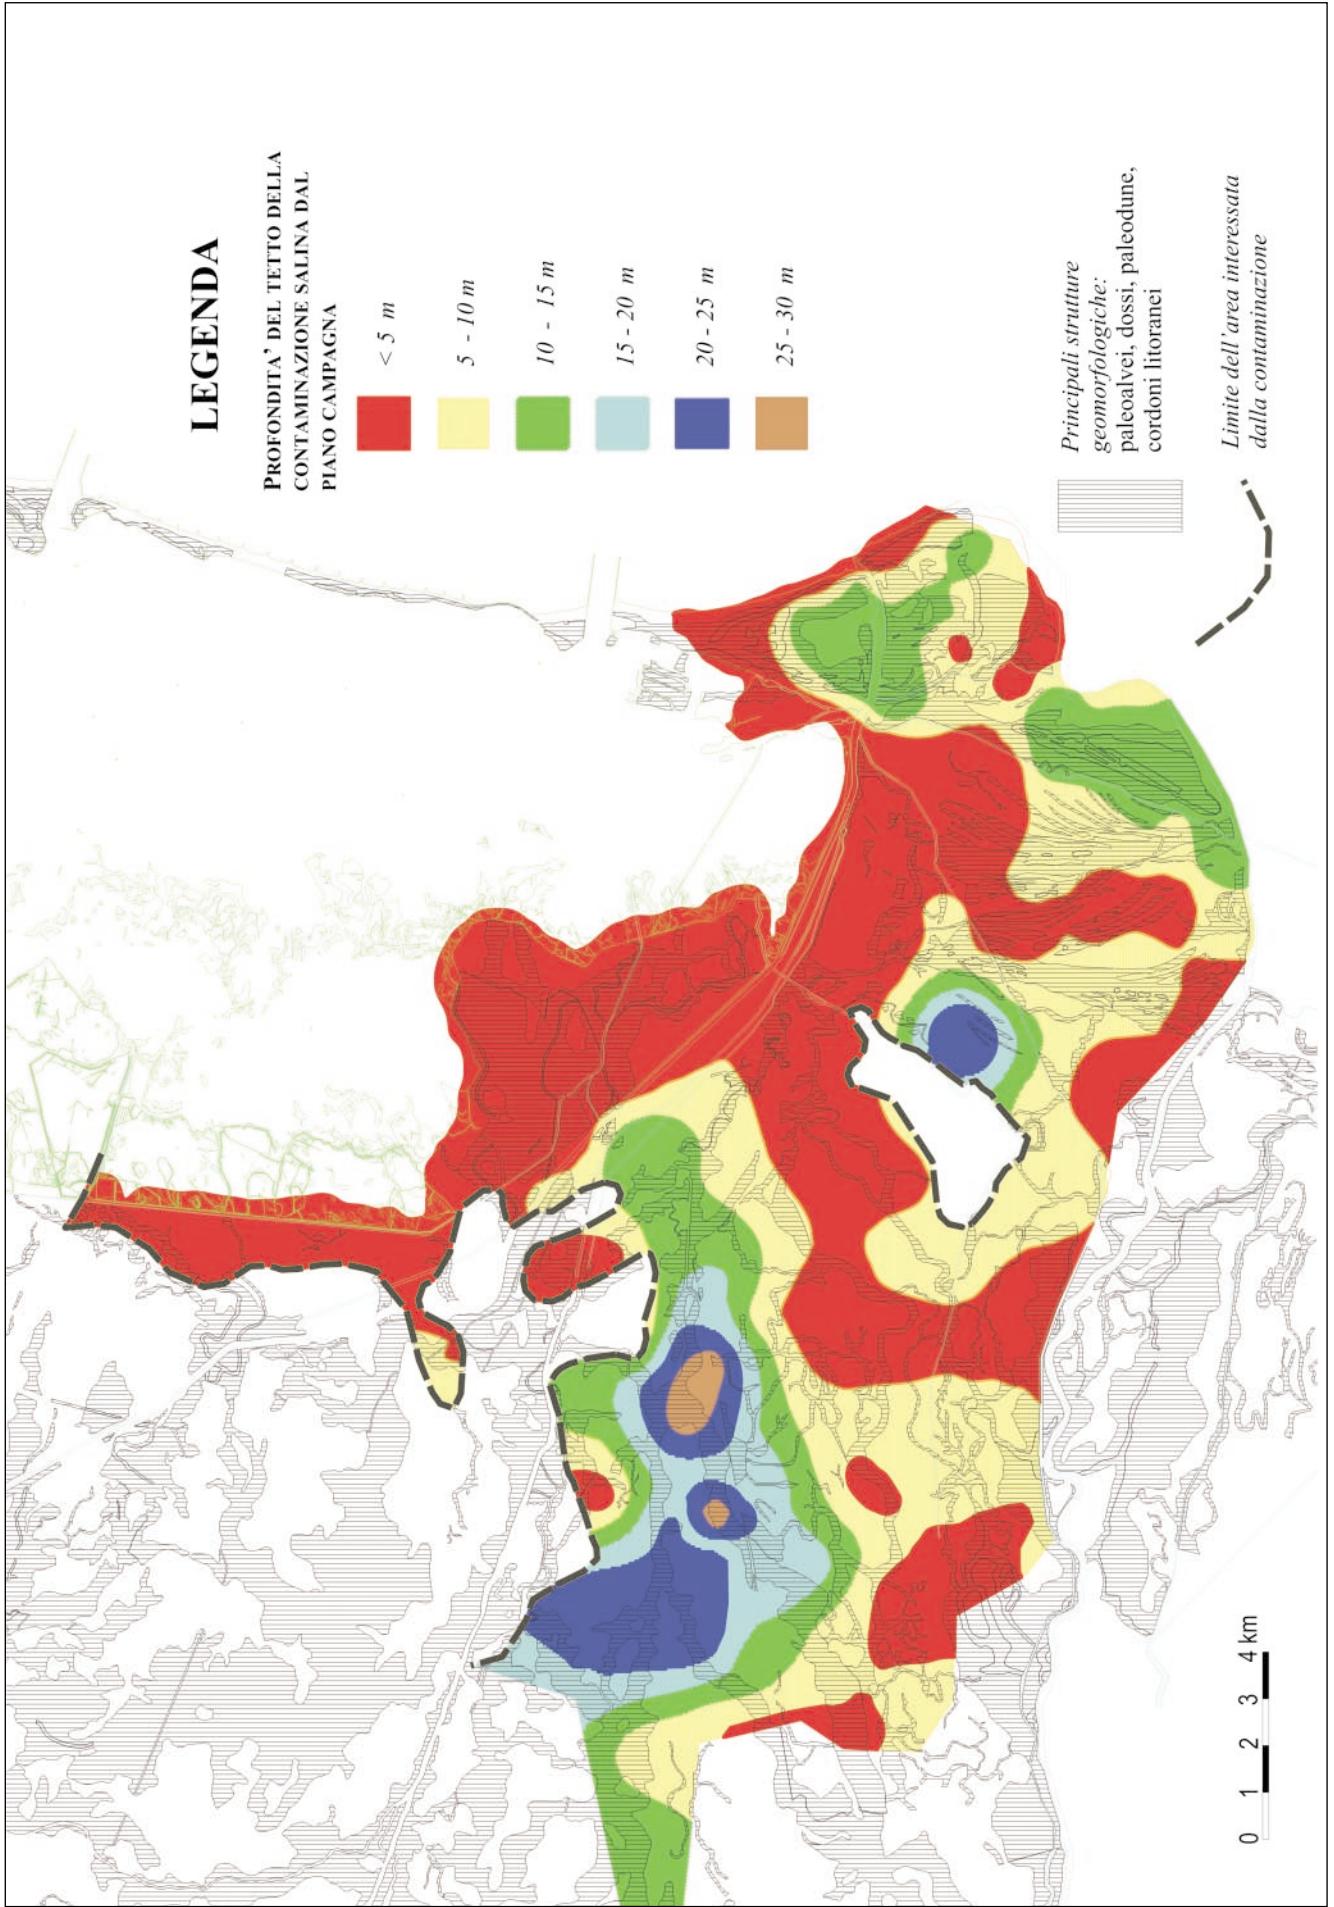 LEGENDA
PROFONDITA’ DEL TETTO DELLA
CONTAMINAZIONE SALINA DAL
PIANO CAMPAGNA
< 5 m
5 - 10 m
10 - 15 m
15 - 20 m
20 - 25 m
25 - 30 m
Principali strutture
geomorfologiche:
paleoalvei, dossi, paleodune,
cordoni litoranei
Limite dell’area interessata
dalla contaminazione
0 1 2 3 4 km